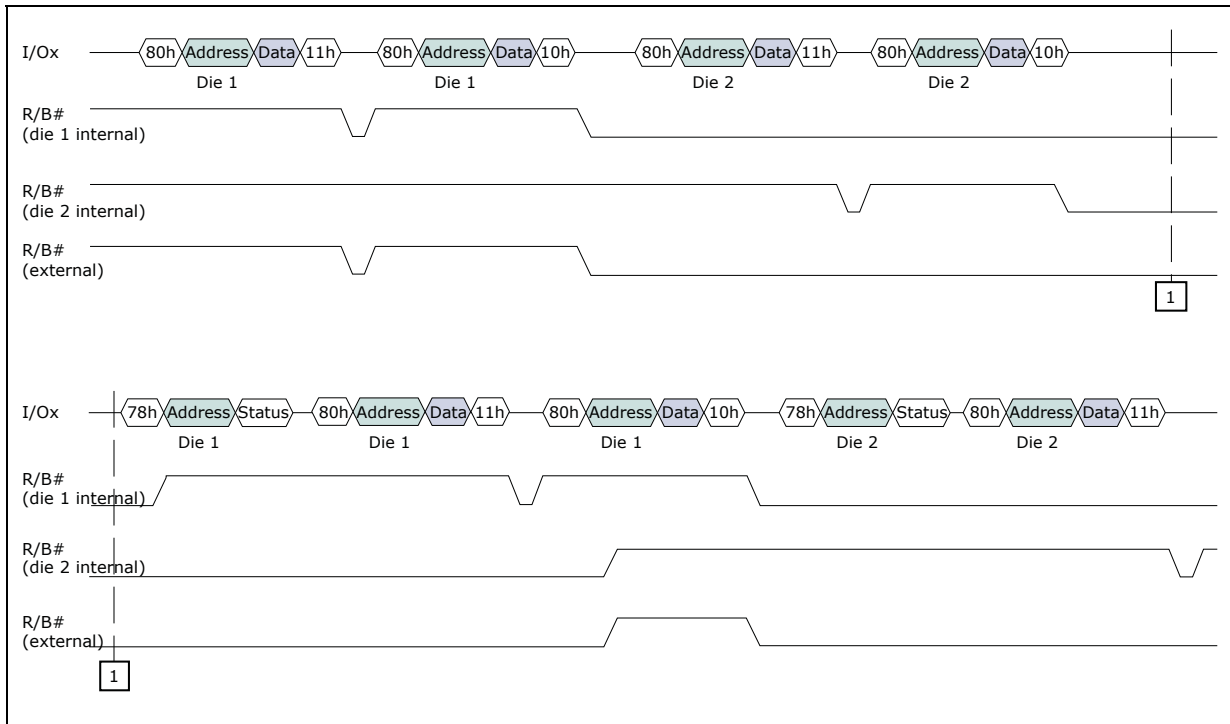 I/Ox 80h Address Data 11h 80h Address Data 10h 80h Address Data 11h 80h Address Data 10h
Die 1 Die 1 Die 2 Die 2
R/B#
(die 1 internal)
R/B#
(die 2 internal)
R/B#
(external)
1
I/Ox 78h Address Status 80h Address Data 11h 80h Address Data 10h 78h Address Status 80h Address Data 11h
Die 1 Die 1 Die 1 Die 2 Die 2
R/B#
(die 1 internal)
R/B#
(die 2 internal)
R/B#
(external)
1